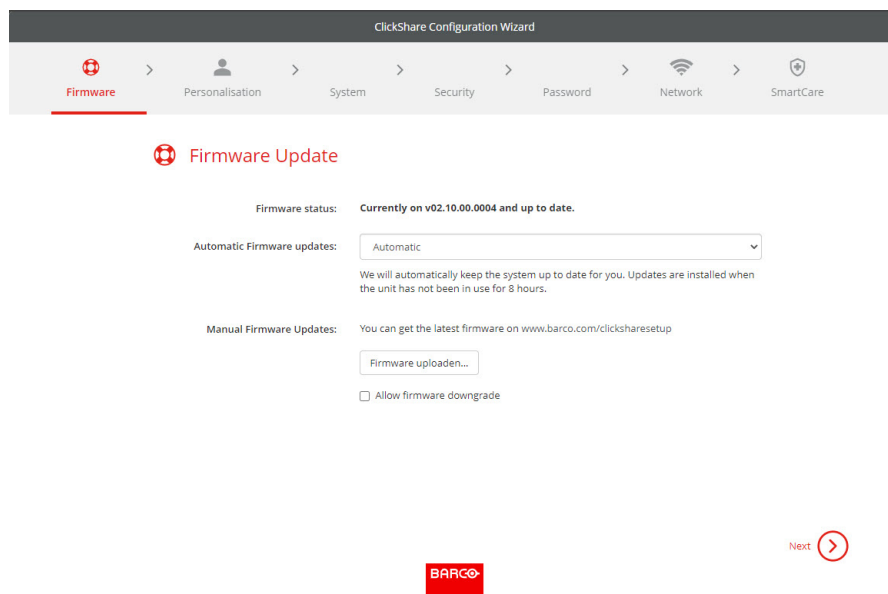 ClickShare Configuration Wizard
Firmware
Personalisation
System
Security
Password
Network
SmartCare
Firmware Update
Firmware status: Currently on v02.10.00.0004 and up to date.
Automatic Firmware updates: Automatic
We will automatically keep the system up to date for you. Updates are installed when
the unit has not been in use for 8 hours.
Manual Firmware Updates: You can get the latest firmware on www.barco.com/clicksharesetup
Firmware uploaden...
Allow firmware downgrade
Next
BARCO